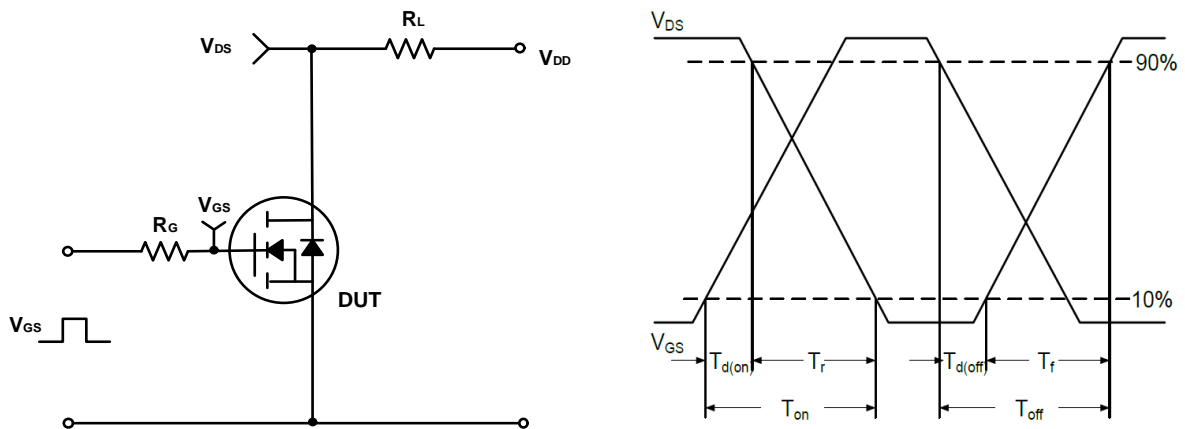 RL
VDS
VDD
VGS
RG
DUT
VGS
VDS
90%
10%
VGS
Td(on)
Tr
Td(off)
Tf
Ton
Toff